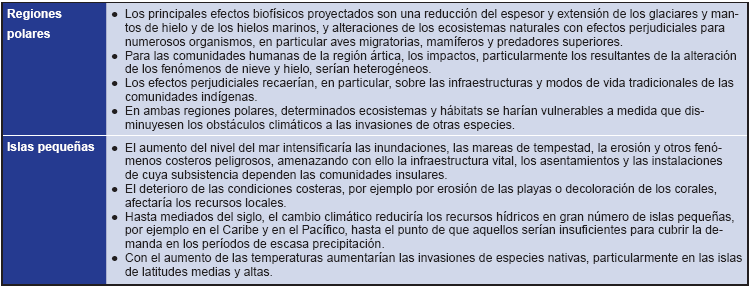 Regiones
polares
● Los principales efectos biofísicos proyectados son una reducción del espesor y extensión de los glaciares y man-
tos de hielo y de los hielos marinos, y alteraciones de los ecosistemas naturales con efectos perjudiciales para
numerosos organismos, en particular aves migratorias, mamíferos y predadores superiores.
● Para las comunidades humanas de la región ártica, los impactos, particularmente los resultantes de la alteración
de los fenómenos de nieve y hielo, serían heterogéneos.
● Los efectos perjudiciales recaerían, en particular, sobre las infraestructuras y modos de vida tradicionales de las
comunidades indígenas.
● En ambas regiones polares, determinados ecosistemas y hábitats se harían vulnerables a medida que dis-
minuyesen los obstáculos climáticos a las invasiones de otras especies.
Islas pequeñas
● El aumento del nivel del mar intensificaría las inundaciones, las mareas de tempestad, la erosión y otros fenó-
menos costeros peligrosos, amenazando con ello la infraestructura vital, los asentamientos y las instalaciones
de cuya subsistencia dependen las comunidades insulares.
● El deterioro de las condiciones costeras, por ejemplo por erosión de las playas o decoloración de los corales,
afectaría los recursos locales.
● Hasta mediados del siglo, el cambio climático reduciría los recursos hídricos en gran número de islas pequeñas,
por ejemplo en el Caribe y en el Pacífico, hasta el punto de que aquellos serían insuficientes para cubrir la de-
manda en los períodos de escasa precipitación.
● Con el aumento de las temperaturas aumentarían las invasiones de especies nativas, particularmente en las islas
de latitudes medias y altas.